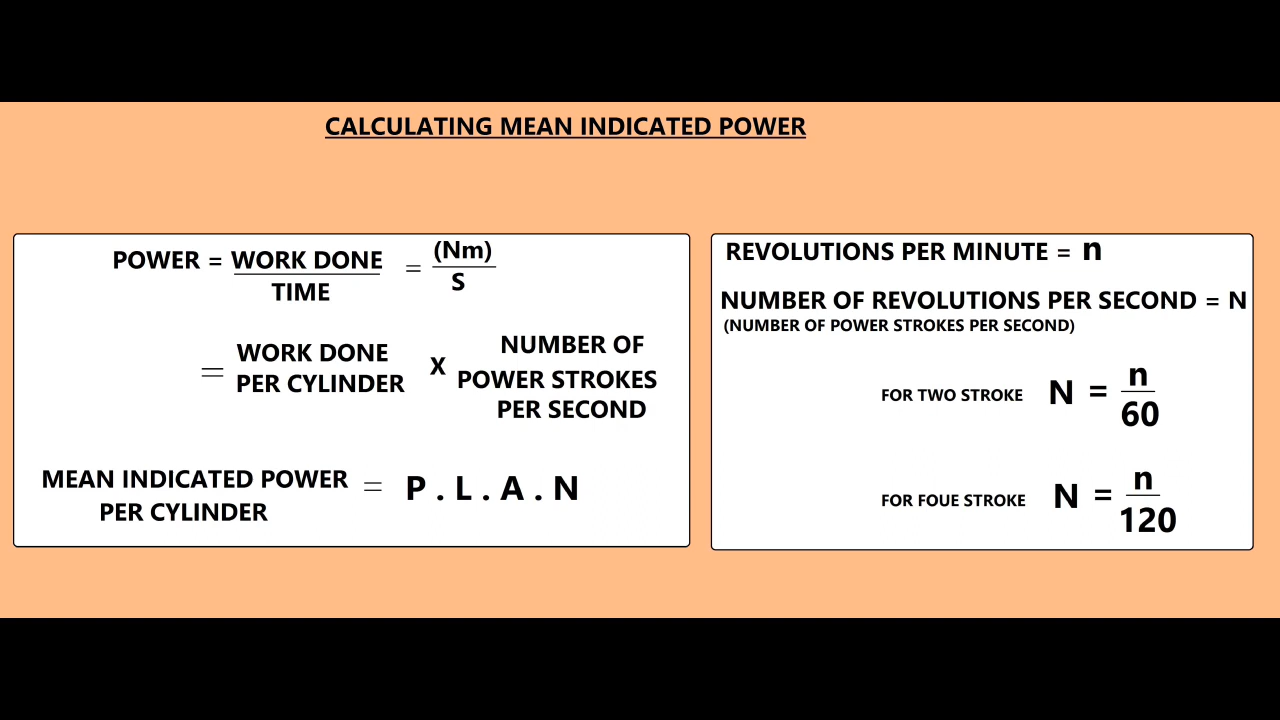 CALCULATING MEAN INDICATED POWER
POWER = WORK DONE = (Nm)
TIME S
= WORK DONE PER CYLINDER X NUMBER OF POWER STROKES PER SECOND
MEAN INDICATED POWER PER CYLINDER = P . L . A . N
REVOLUTIONS PER MINUTE = n
NUMBER OF REVOLUTIONS PER SECOND = N
(NUMBER OF POWER STROKES PER SECOND)
FOR TWO STROKE N = n
60
FOR FOUE STROKE N = n
120